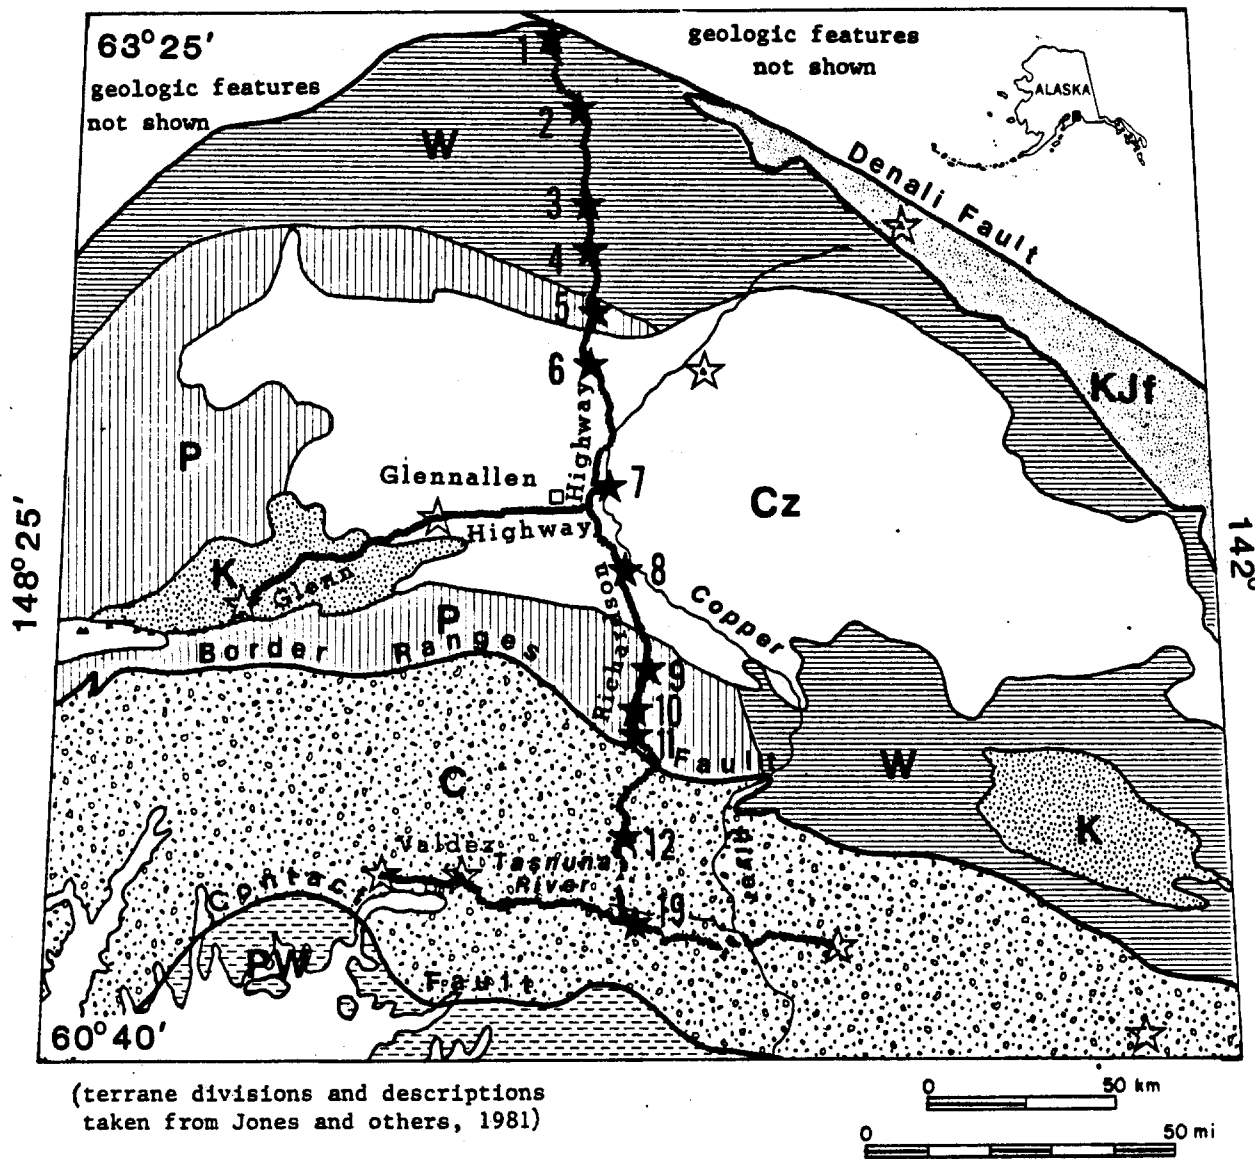 63°25'
geologic features
not shown
geologic features
not shown
ALASKA
1
2
W
3
4
5
6
Denali Fault
KJf
P
Highway
7
Glennallen
Highway
Cz
148°25'
142°
K
Glenn
8
Richardson
Copper
P
Border Ranges
9
10
11
Fault
C
W
K
Valdez
12
River
Tasnuna
River
Contact
19
PW
Fault
60°40'
(terrane divisions and descriptions
taken from Jones and others, 1981)
0 50 km
0 50 mi